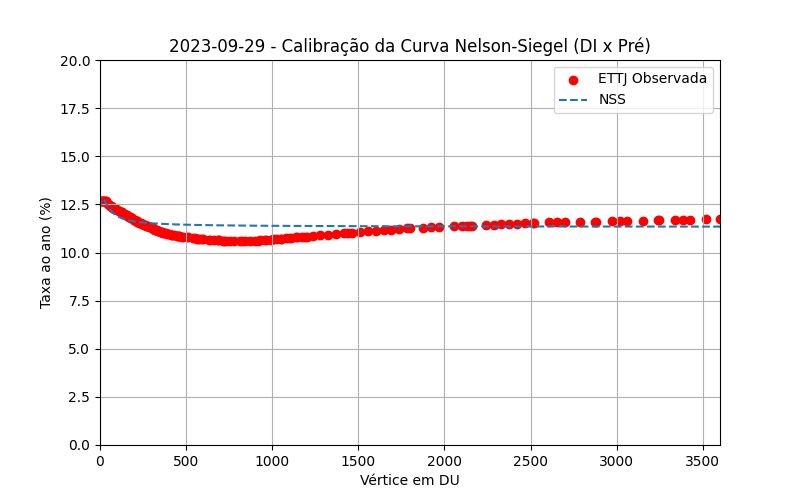 2023-09-29 - Calibração da Curva Nelson-Siegel (DI x Pré)
ETTJ Observada
NSS
Taxa ao ano (%)
20.0
17.5
15.0
12.5
10.0
7.5
5.0
2.5
0.0
0 500 1000 1500 2000 2500 3000 3500
Vértice em DU